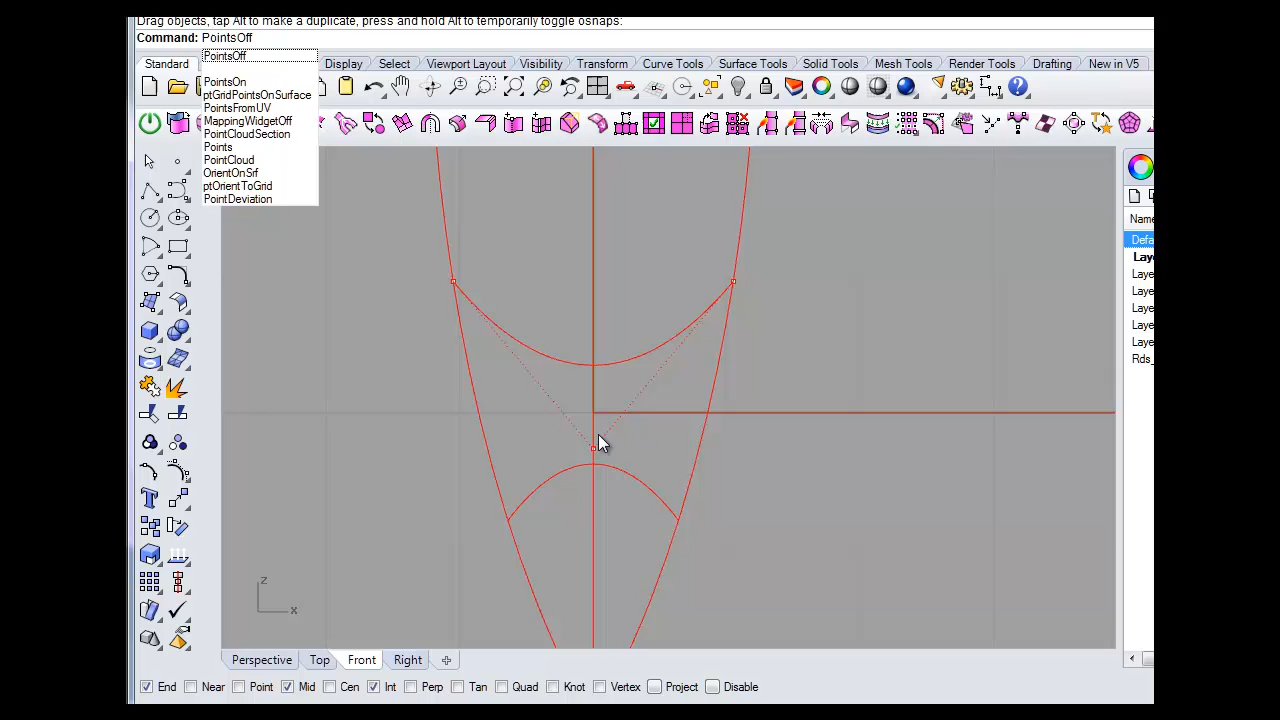 Drag objects, tap Alt to make a duplicate, press and hold Alt to temporarily toggle osnaps:
Command: PointsOff
PointsOff
PointsOn
ptGridPointsOnSurface
PointsFromUV
MappingWidgetOff
PointCloudSection
Points
PointCloud
OrientOnSrf
ptOrientToGrid
PointDeviation
Standard Display Select Viewport Layout Visibility Transform Curve Tools Surface Tools Solid Tools Mesh Tools Render Tools Drafting New in V5
Name
Defa
Laye
Laye
Laye
Laye
Laye
Laye
Rds_
z
x
Perspective Top Front Right
End Near Point Mid Cen Int Perp Tan Quad Knot Vertex Project Disable